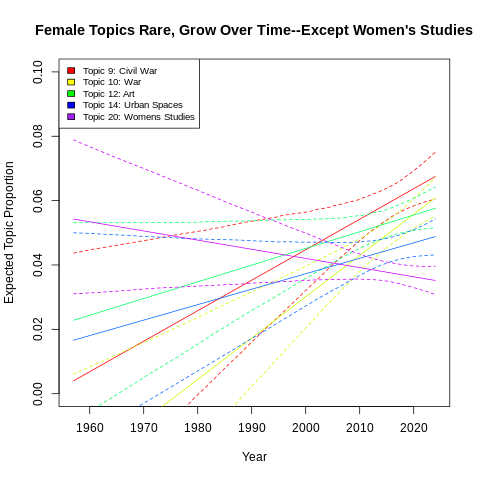 Female Topics Rare, Grow Over Time--Except Women's Studies
Topic 9: Civil War
Topic 10: War
Topic 12: Art
Topic 14: Urban Spaces
Topic 20: Womens Studies
Expected Topic Proportion
0.10
0.08
0.06
0.04
0.02
0.00
1960 1970 1980 1990 2000 2010 2020
Year